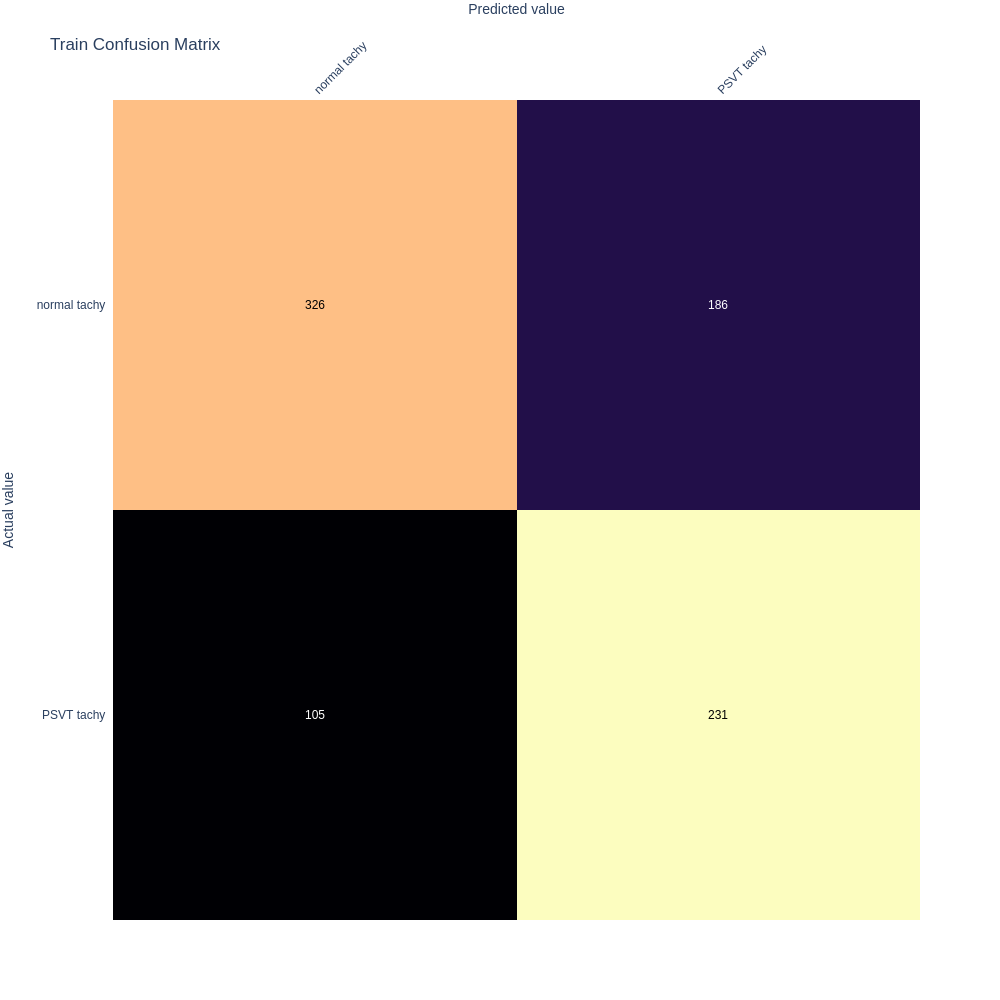 Predicted value
Train Confusion Matrix
normal tachy
PSVT tachy
normal tachy
326
186
Actual value
PSVT tachy
105
231